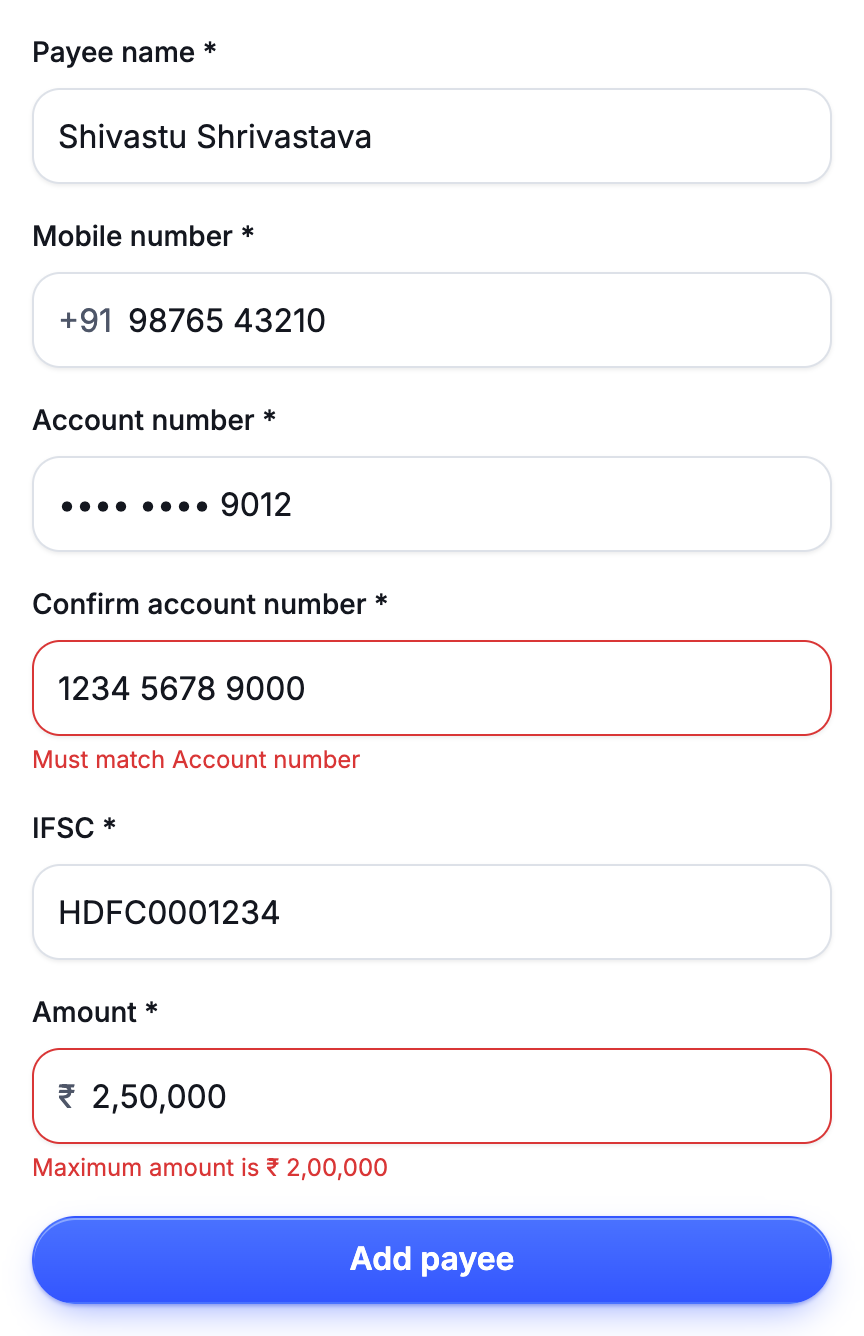 Payee name *
Shivastu Shrivastava
Mobile number *
+91 98765 43210
Account number *
•••• •••• 9012
Confirm account number *
1234 5678 9000
Must match Account number
IFSC *
HDFC0001234
Amount *
₹ 2,50,000
Maximum amount is ₹ 2,00,000
Add payee